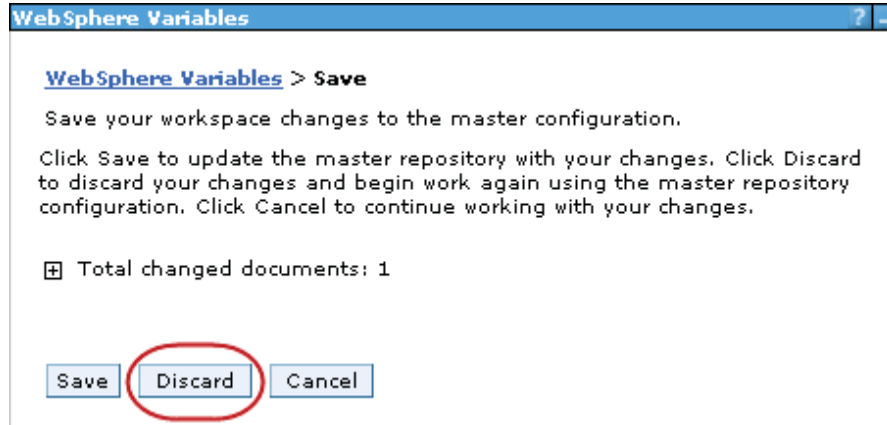 WebSphere Variables ? -
WebSphere Variables > Save
Save your workspace changes to the master configuration.
Click Save to update the master repository with your changes. Click Discard
to discard your changes and begin work again using the master repository
configuration. Click Cancel to continue working with your changes.
+ Total changed documents: 1
Save Discard Cancel